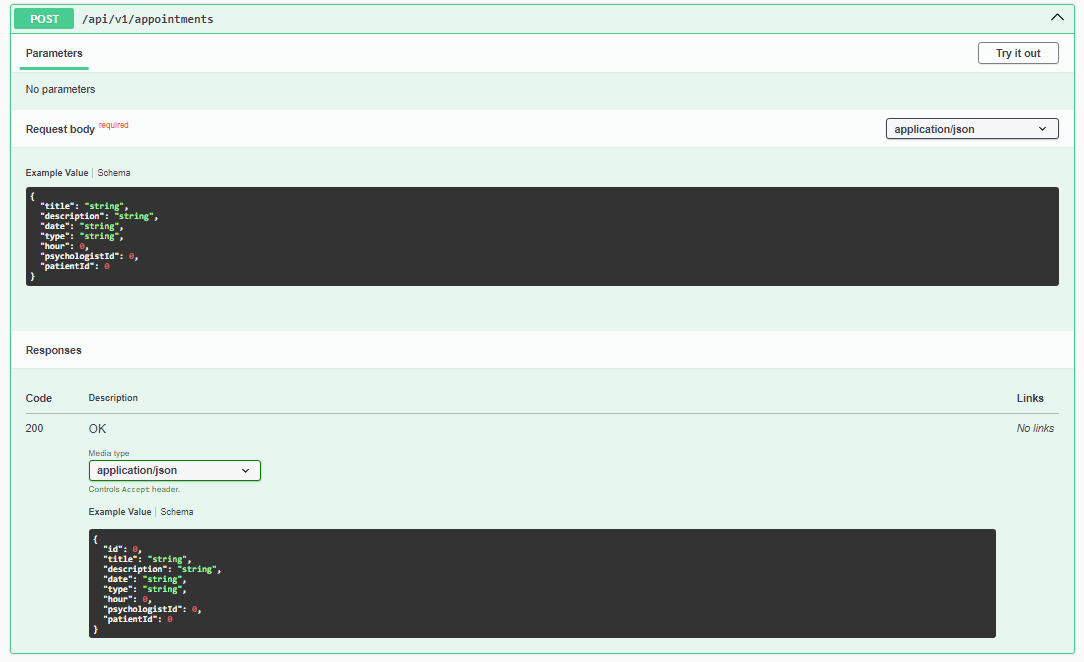 POST /api/v1/appointments
Parameters
Try it out
No parameters
Request body required
application/json
Example Value | Schema
{
  "title": "string",
  "description": "string",
  "date": "string",
  "type": "string",
  "hour": 0,
  "psychologistId": 0,
  "patientId": 0
}
Responses
Code Description Links
200 OK No links
Media type
application/json
Controls Accept header.
Example Value | Schema
{
  "id": 0,
  "title": "string",
  "description": "string",
  "date": "string",
  "type": "string",
  "hour": 0,
  "psychologistId": 0,
  "patientId": 0
}